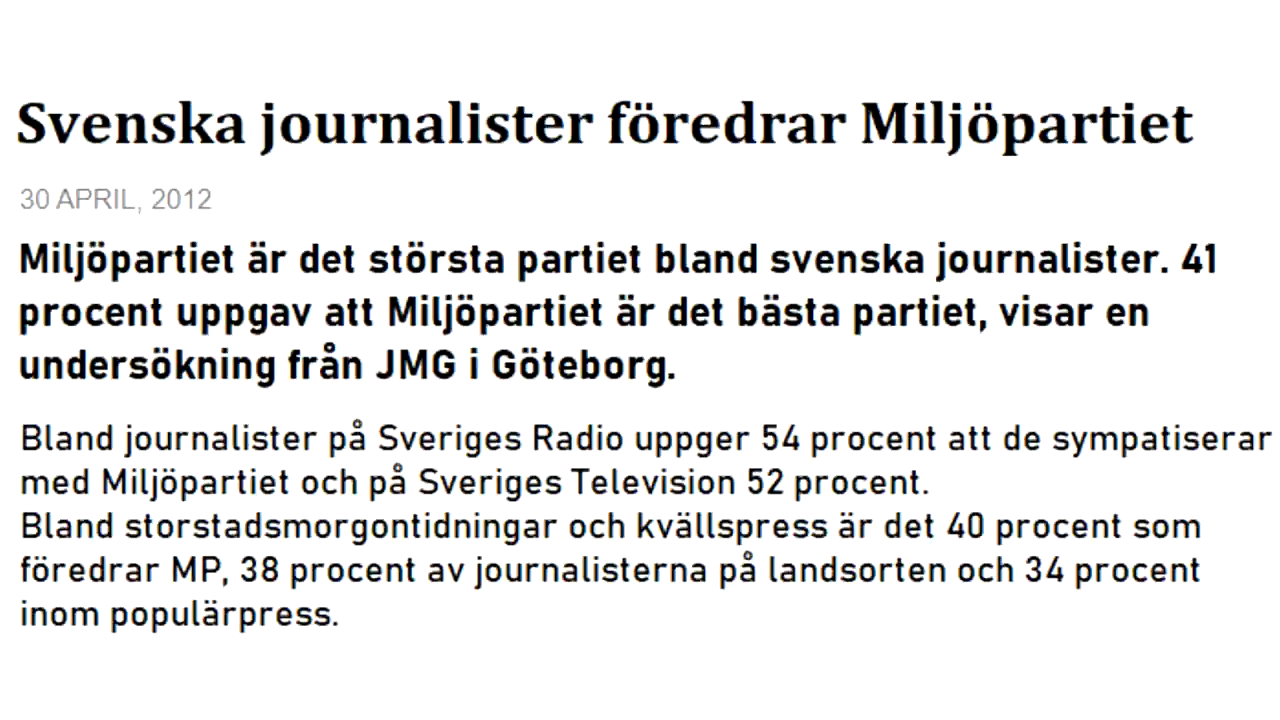 Svenska journalister föredrar Miljöpartiet
30 APRIL, 2012
Miljöpartiet är det största partiet bland svenska journalister. 41
procent uppgav att Miljöpartiet är det bästa partiet, visar en
undersökning från JMG i Göteborg.
Bland journalister på Sveriges Radio uppger 54 procent att de sympatiserar
med Miljöpartiet och på Sveriges Television 52 procent.
Bland storstadsmorgontidningar och kvällspress är det 40 procent som
föredrar MP, 38 procent av journalisterna på landsorten och 34 procent
inom populärpress.